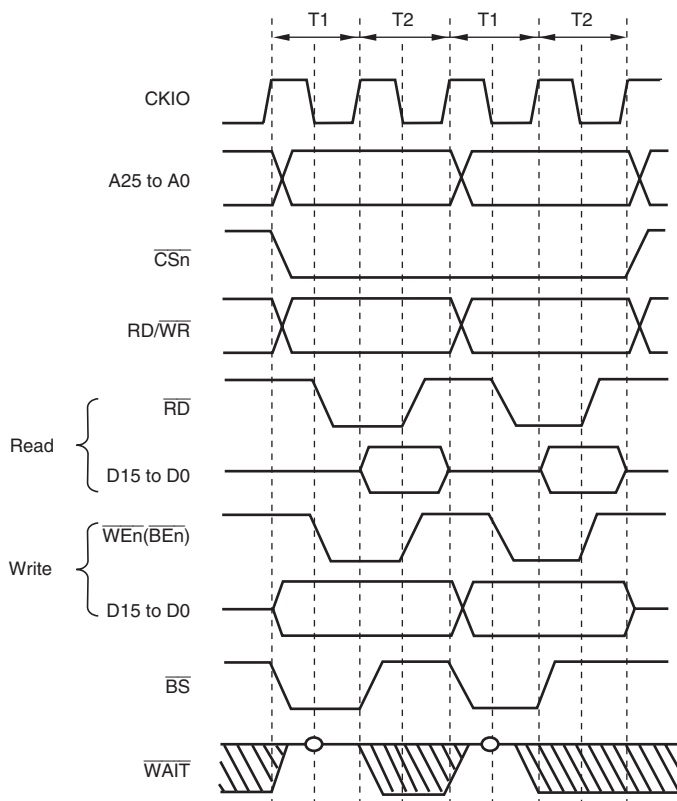 T1 T2 T1 T2
CKIO
A25 to A0
CSn
RD/WR
RD
Read
D15 to D0
WEn(BEn)
Write
D15 to D0
BS
WAIT